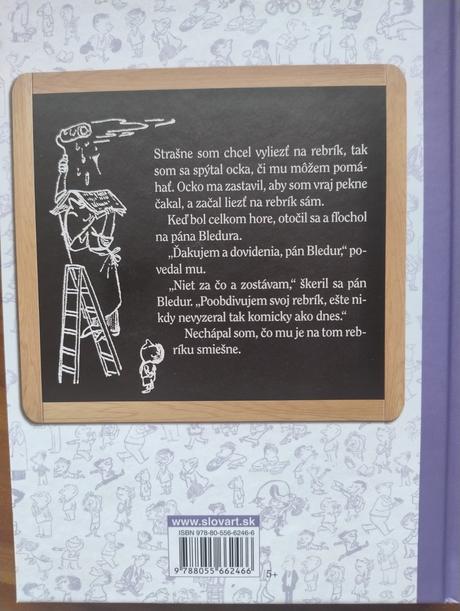 Strašne som chcel vyliezť na rebrík, tak
som sa spýtal ocka, či mu môžem pomá-
hať. Ocko ma zastavil, aby som vraj pekne
čakal, a začal liezť na rebrík sám.
Keď bol celkom hore, otočil sa a fľochol
na pána Bledura.
„Ďakujem a dovidenia, pán Bledur,“ po-
vedal mu.
„Niet za čo a zostávam,“ škeril sa pán
Bledur. „Poobdivujem svoj rebrík, ešte ni-
kdy nevyzeral tak komicky ako dnes.“
Nechápal som, čo mu je na tom reb-
ríku smiešne.
www.slovart.sk
ISBN 978-80-556-6246-6
9 788055 662466
5+